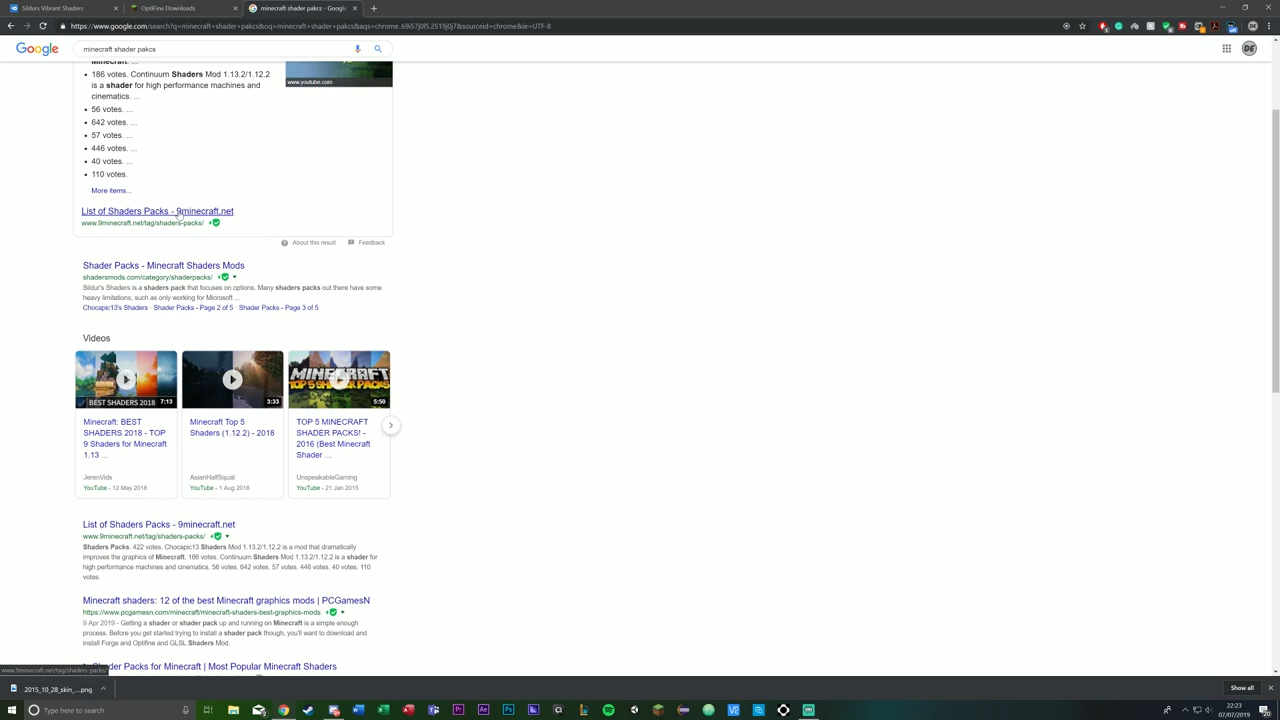 Sildurs Vibrant Shaders
OptiFine Downloads
minecraft shader pakcs - Google
https://www.google.com/search?q=minecraft+shader+pakcs&oq=minecraft+shader+pakcs&aqs=chrome..69i57j0l5.2519j0j7&sourceid=chrome&ie=UTF-8
Google
minecraft shader pakcs
DE
Minecraft.
186 votes. Continuum Shaders Mod 1.13.2/1.12.2
is a shader for high performance machines and
cinematics. ...
www.youtube.com
56 votes. ...
642 votes. ...
57 votes. ...
446 votes. ...
40 votes. ...
110 votes.
More items...
List of Shaders Packs - 9minecraft.net
www.9minecraft.net/tag/shaders-packs/
About this result
Feedback
Shader Packs - Minecraft Shaders Mods
shadersmods.com/category/shaderpacks/
Sildur's Shaders is a shaders pack that focuses on options. Many shaders packs out there have some
heavy limitations, such as only working for Microsoft ...
Chocapic13's Shaders · Shader Packs - Page 2 of 5 · Shader Packs - Page 3 of 5
Videos
BEST SHADERS 2018
7:13
3:33
MINECRAFT
TOP 5 SHADER PACKS!
5:50
Minecraft: BEST
SHADERS 2018 - TOP
9 Shaders for Minecraft
1.13 ...
JerenVids
YouTube - 12 May 2018
Minecraft Top 5
Shaders (1.12.2) - 2018
AsianHalfSquat
YouTube - 1 Aug 2018
TOP 5 MINECRAFT
SHADER PACKS! -
2016 (Best Minecraft
Shader ...
UnspeakableGaming
YouTube - 21 Jan 2015
List of Shaders Packs - 9minecraft.net
www.9minecraft.net/tag/shaders-packs/
Shaders Packs. 422 votes. Chocapic13 Shaders Mod 1.13.2/1.12.2 is a mod that dramatically
improves the graphics of Minecraft. 186 votes. Continuum Shaders Mod 1.13.2/1.12.2 is a shader for
high performance machines and cinematics. 56 votes. 642 votes. 57 votes. 446 votes. 40 votes. 110
votes.
Minecraft shaders: 12 of the best Minecraft graphics mods | PCGamesN
https://www.pcgamesn.com/minecraft/minecraft-shaders-best-graphics-mods
9 Apr 2019 - Getting a shader or shader pack up and running on Minecraft is a simple enough
process. Before you get started trying to install a shader pack though, you'll want to download and
install Forge and Optifine and GLSL Shaders Mod.
Shader Packs for Minecraft | Most Popular Minecraft Shaders
www.9minecraft.net/tag/shaders-packs/
2015_10_28_skin_....png
Show all
Type here to search
22:23
07/07/2019